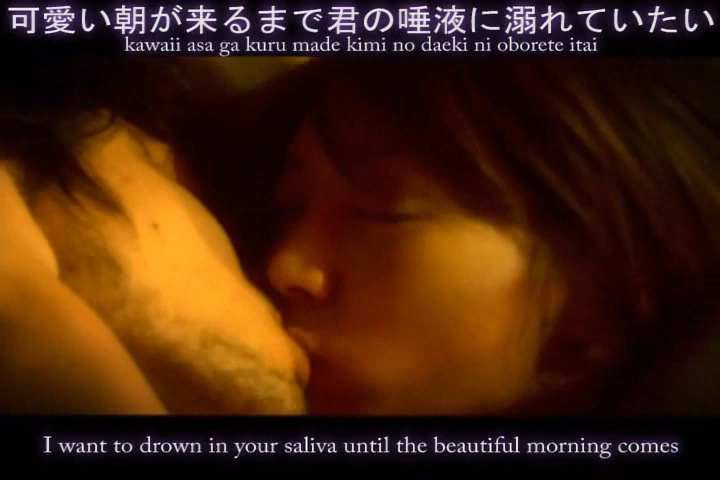 可愛い朝が来るまで君の唾液に溺れていたい
kawaii asa ga kuru made kimi no daeki ni oborete itai
I want to drown in your saliva until the beautiful morning comes